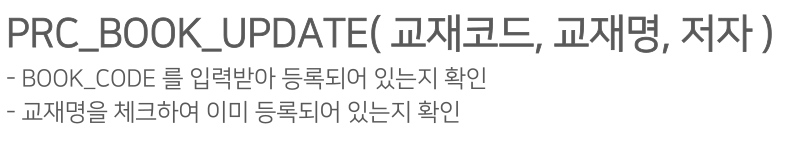 PRC_BOOK_UPDATE( 교재코드, 교재명, 저자 )
- BOOK_CODE 를 입력받아 등록되어 있는지 확인
- 교재명을 체크하여 이미 등록되어 있는지 확인